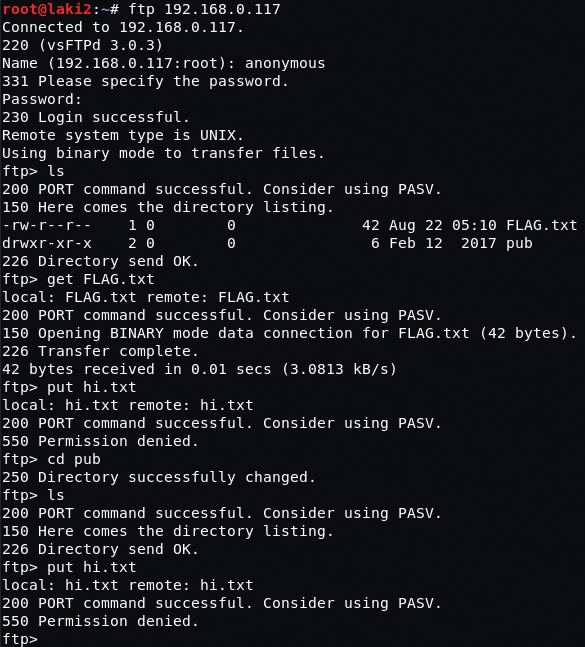 root@laki2:~# ftp 192.168.0.117
Connected to 192.168.0.117.
220 (vsFTPd 3.0.3)
Name (192.168.0.117:root): anonymous
331 Please specify the password.
Password:
230 Login successful.
Remote system type is UNIX.
Using binary mode to transfer files.
ftp> ls
200 PORT command successful. Consider using PASV.
150 Here comes the directory listing.
-rw-r--r--    1 0        0              42 Aug 22 05:10 FLAG.txt
drwxr-xr-x    2 0        0               6 Feb 12  2017 pub
226 Directory send OK.
ftp> get FLAG.txt
local: FLAG.txt remote: FLAG.txt
200 PORT command successful. Consider using PASV.
150 Opening BINARY mode data connection for FLAG.txt (42 bytes).
226 Transfer complete.
42 bytes received in 0.01 secs (3.0813 kB/s)
ftp> put hi.txt
local: hi.txt remote: hi.txt
200 PORT command successful. Consider using PASV.
550 Permission denied.
ftp> cd pub
250 Directory successfully changed.
ftp> ls
200 PORT command successful. Consider using PASV.
150 Here comes the directory listing.
226 Directory send OK.
ftp> put hi.txt
local: hi.txt remote: hi.txt
200 PORT command successful. Consider using PASV.
550 Permission denied.
ftp>